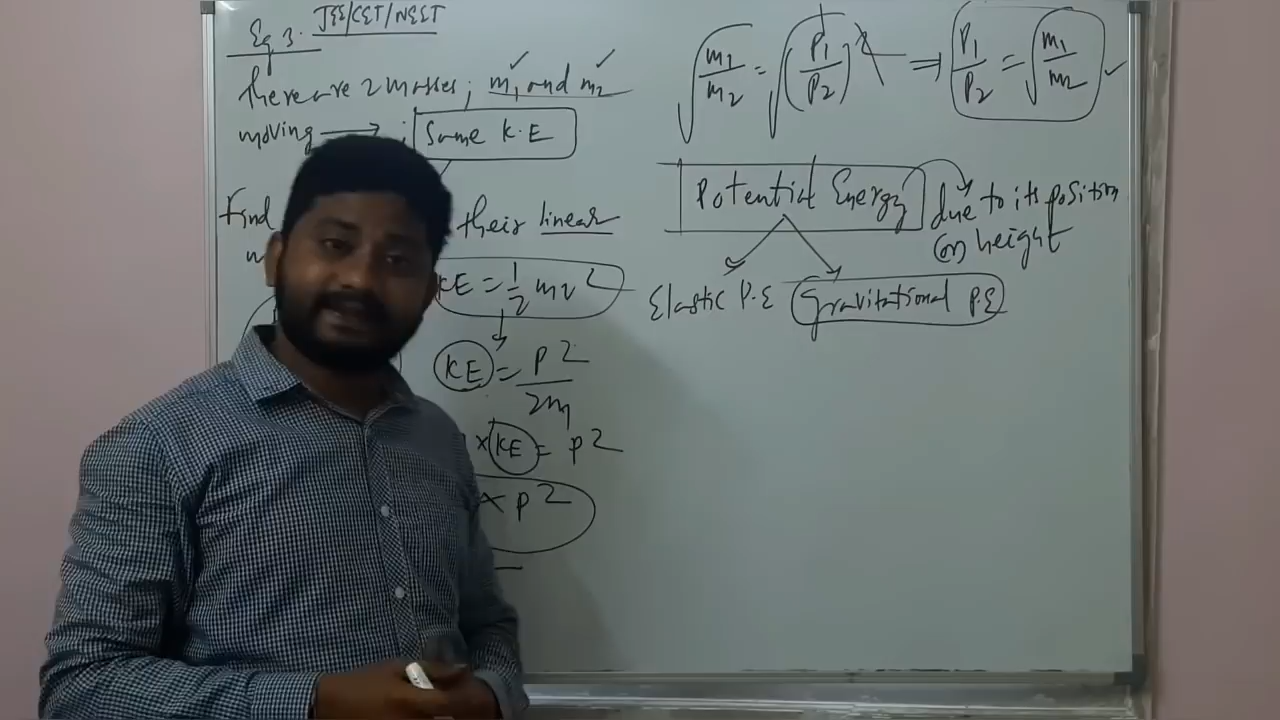 Eg 3. JEE/CET/NEET
there are 2 masses; m1 and m2
moving → ; Same K.E
Find
their linear
KE = 1/2 mv²
KE = P²/2m
×KE = P²
∝ P²
√(m1/m2) = √(P1/P2)² ⇒ P1/P2 = √(m1/m2) ✓
Potential Energy
due to its position
(or) height
Elastic P.E
Gravitational P.E